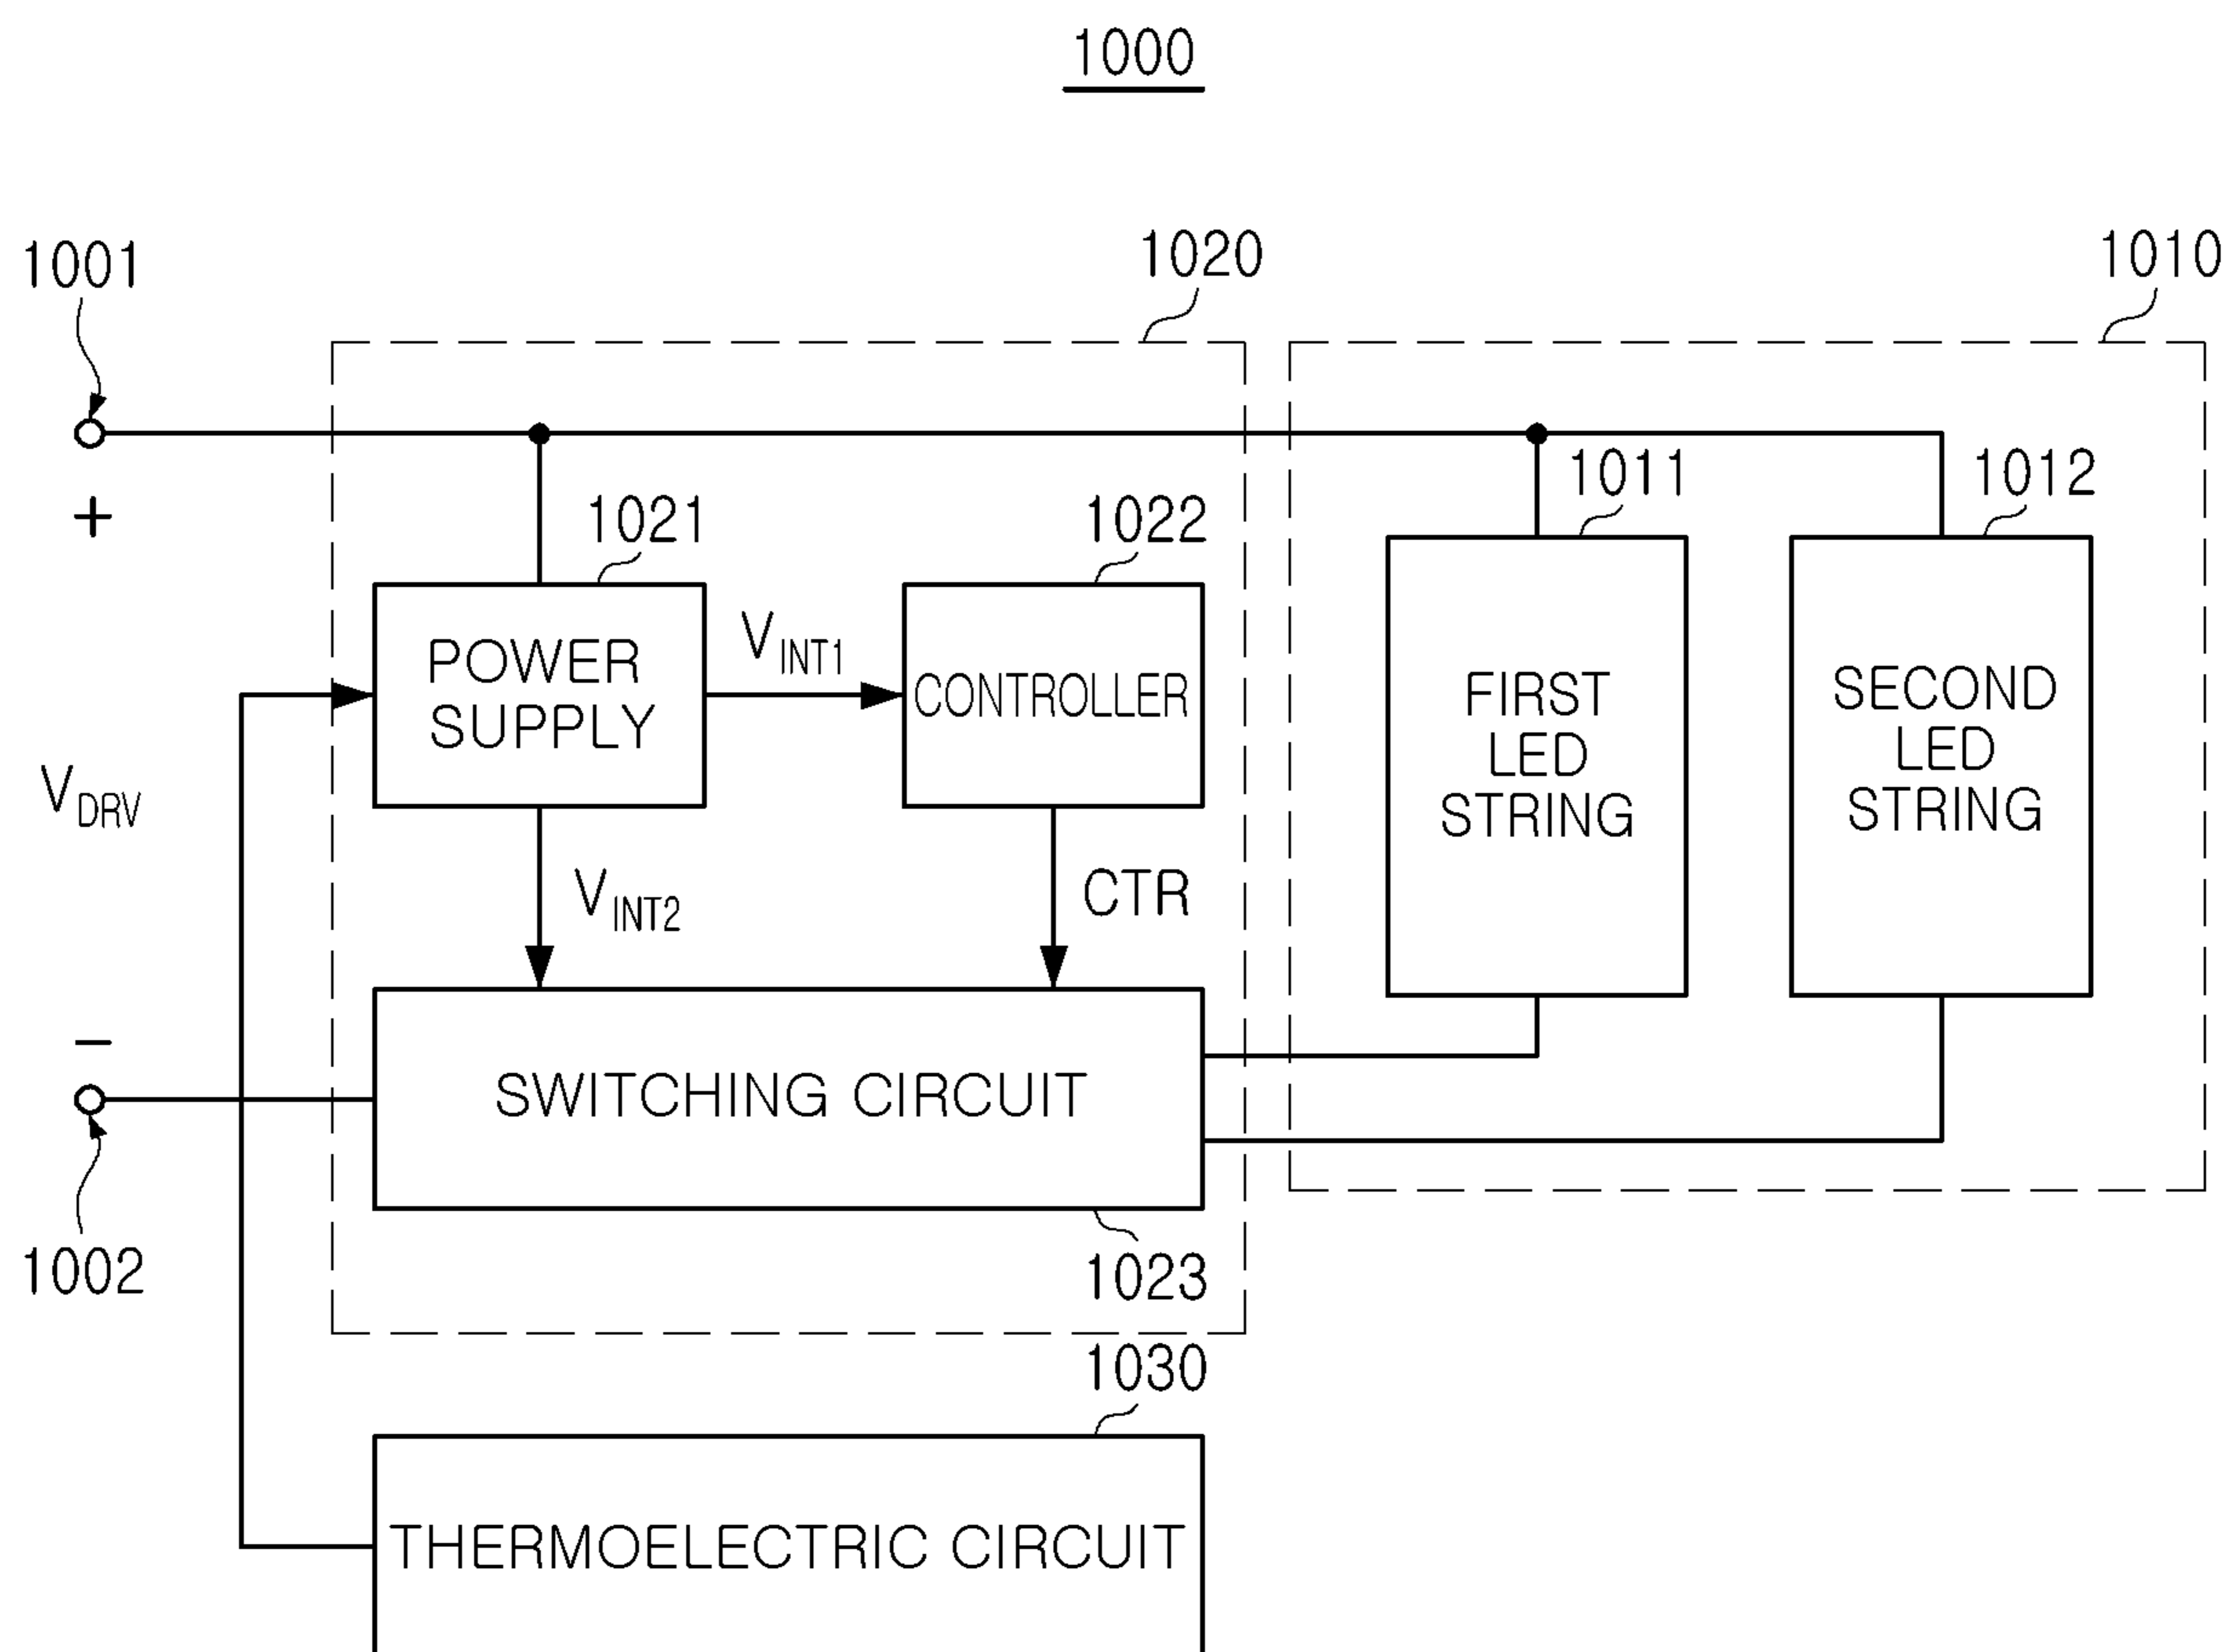 1000
1001
1020
1010
+
1021
1022
1011
1012
POWER
SUPPLY
VINT1
CONTROLLER
FIRST
LED
STRING
SECOND
LED
STRING
VDRV
VINT2
CTR
−
SWITCHING CIRCUIT
1002
1023
1030
THERMOELECTRIC CIRCUIT